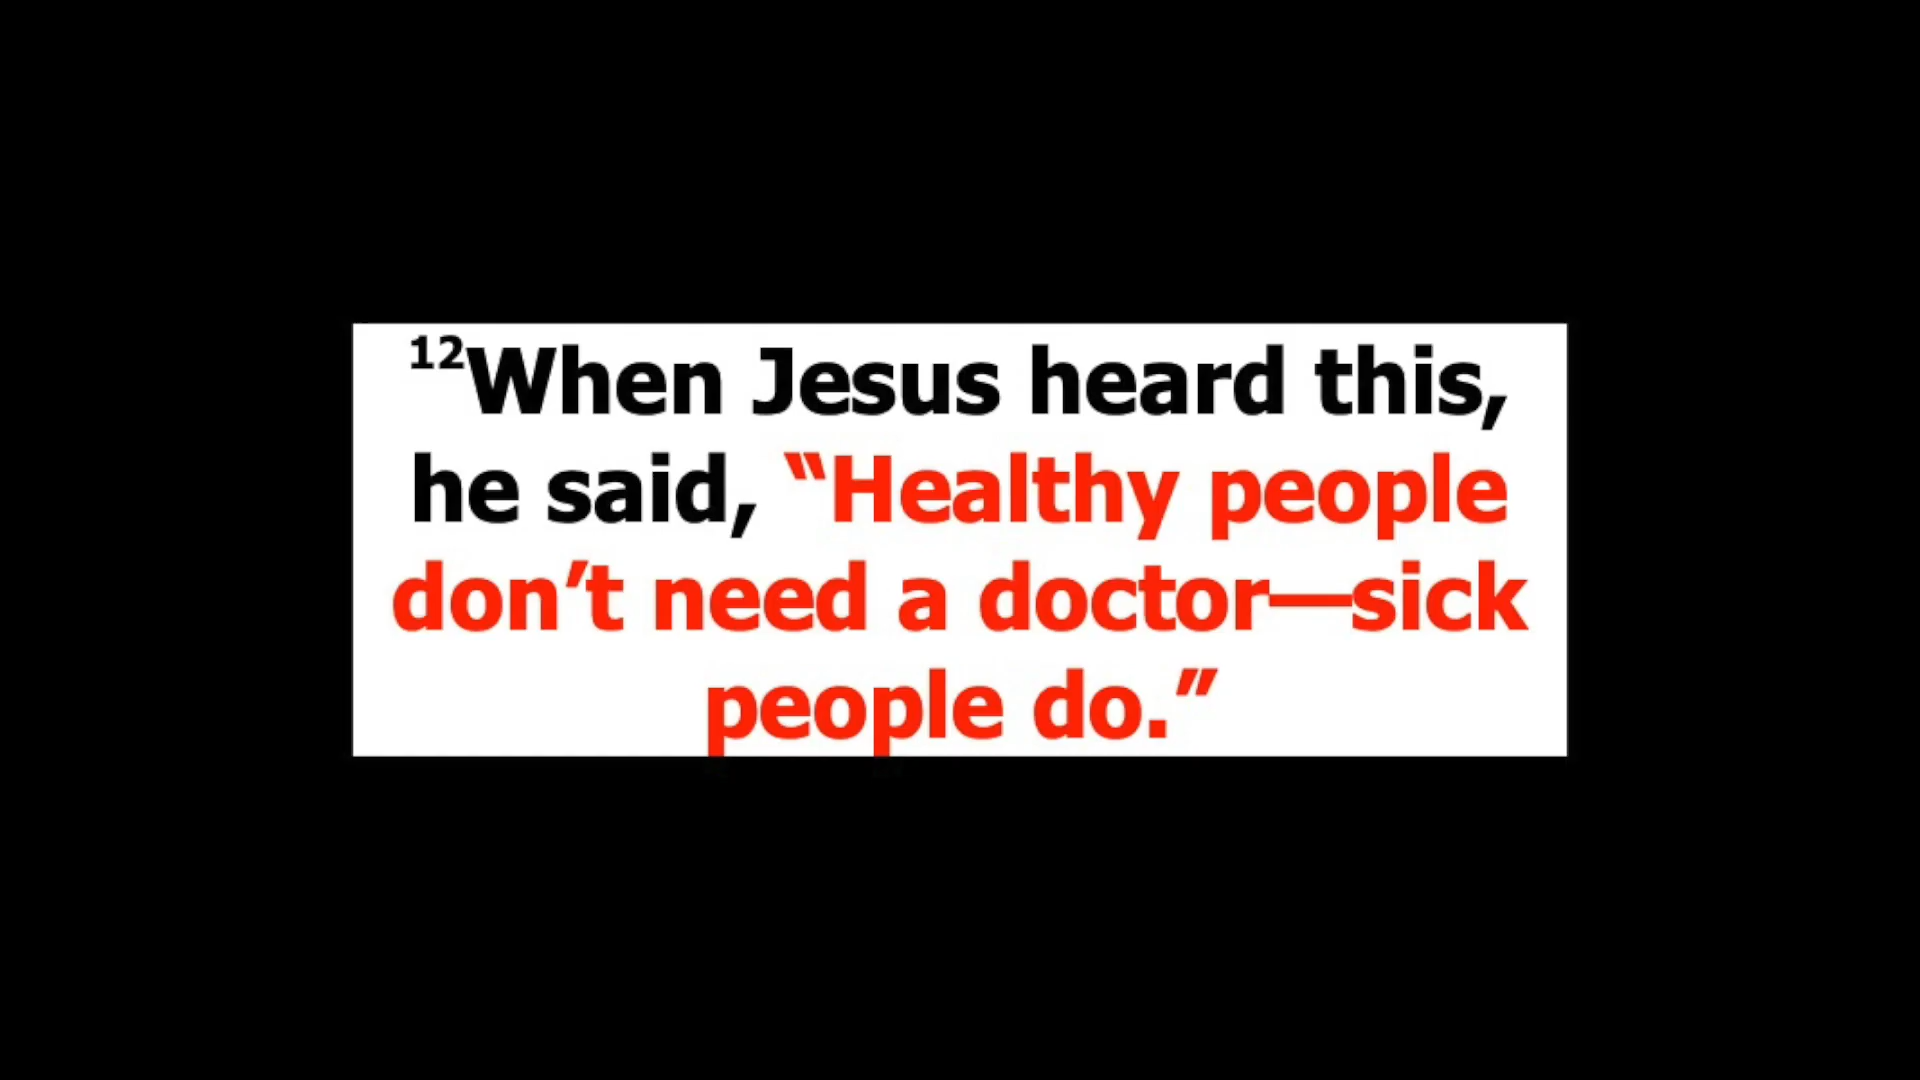 12When Jesus heard this,
he said, “Healthy people
don’t need a doctor—sick
people do.”